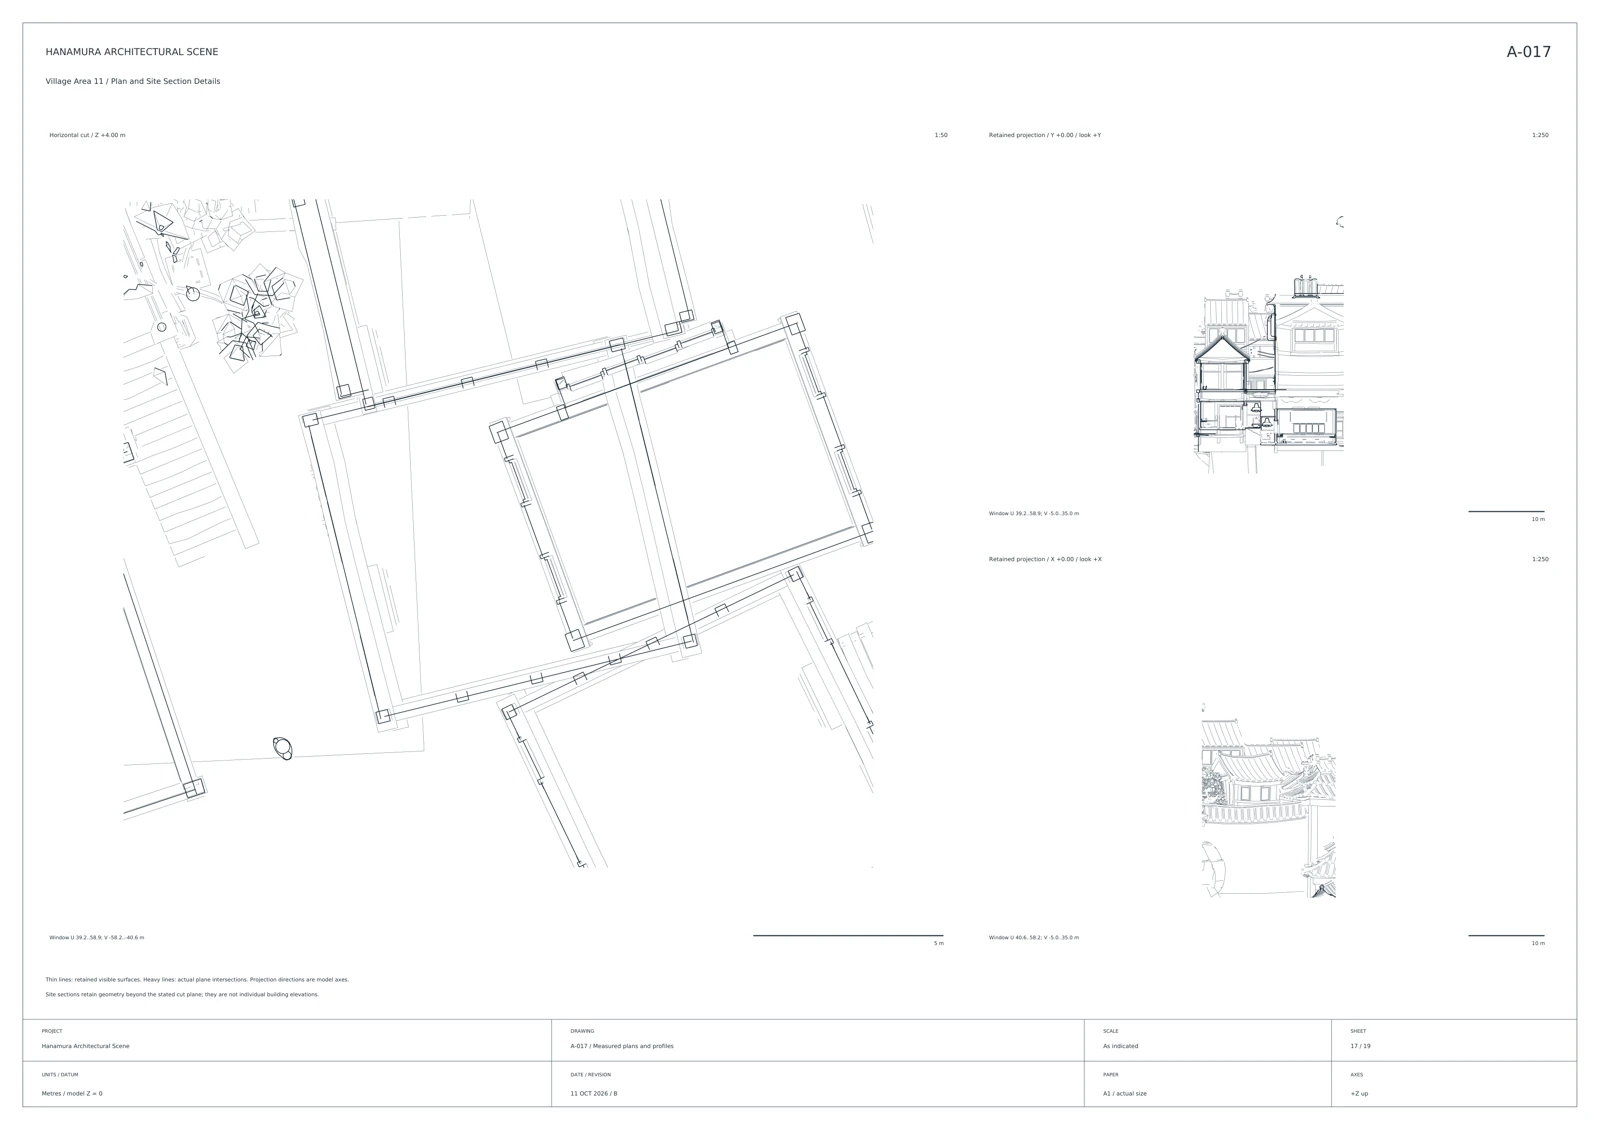 HANAMURA ARCHITECTURAL SCENE
A-017
Village Area 11 / Plan and Site Section Details
Horizontal cut / Z +4.00 m
1:50
Retained projection / Y +0.00 / look +Y
1:250
Window U 39.2..58.9; V -5.0..35.0 m
10 m
Retained projection / X +0.00 / look +X
1:250
Window U 39.2..58.9; V -58.2..-40.6 m
5 m
Window U 40.6..58.2; V -5.0..35.0 m
10 m
Thin lines: retained visible surfaces. Heavy lines: actual plane intersections. Projection directions are model axes.
Site sections retain geometry beyond the stated cut plane; they are not individual building elevations.
PROJECT
Hanamura Architectural Scene
DRAWING
A-017 / Measured plans and profiles
SCALE
As indicated
SHEET
17 / 19
UNITS / DATUM
Metres / model Z = 0
DATE / REVISION
11 OCT 2026 / B
PAPER
A1 / actual size
AXES
+Z up